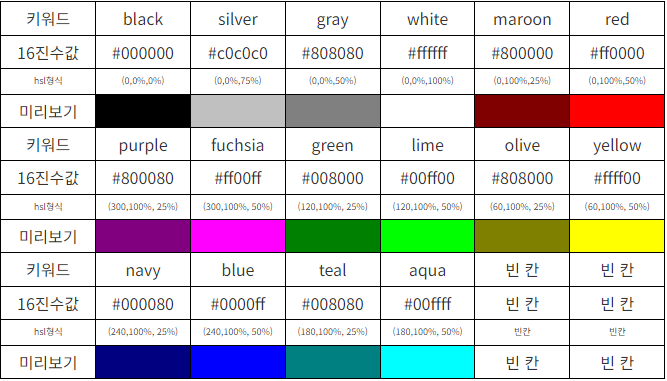 키워드 black silver gray white maroon red
16진수값 #000000 #c0c0c0 #808080 #ffffff #800000 #ff0000
hsl형식 (0,0%,0%) (0,0%,75%) (0,0%,50%) (0,0%,100%) (0,100%,25%) (0,100%,50%)
미리보기
키워드 purple fuchsia green lime olive yellow
16진수값 #800080 #ff00ff #008000 #00ff00 #808000 #ffff00
hsl형식 (300,100%, 25%) (300,100%, 50%) (120,100%, 25%) (120,100%, 50%) (60,100%, 25%) (60,100%, 50%)
미리보기
키워드 navy blue teal aqua 빈 칸 빈 칸
16진수값 #000080 #0000ff #008080 #00ffff 빈 칸 빈 칸
hsl형식 (240,100%, 25%) (240,100%, 50%) (180,100%, 25%) (180,100%, 50%) 빈칸 빈칸
미리보기 빈 칸 빈 칸